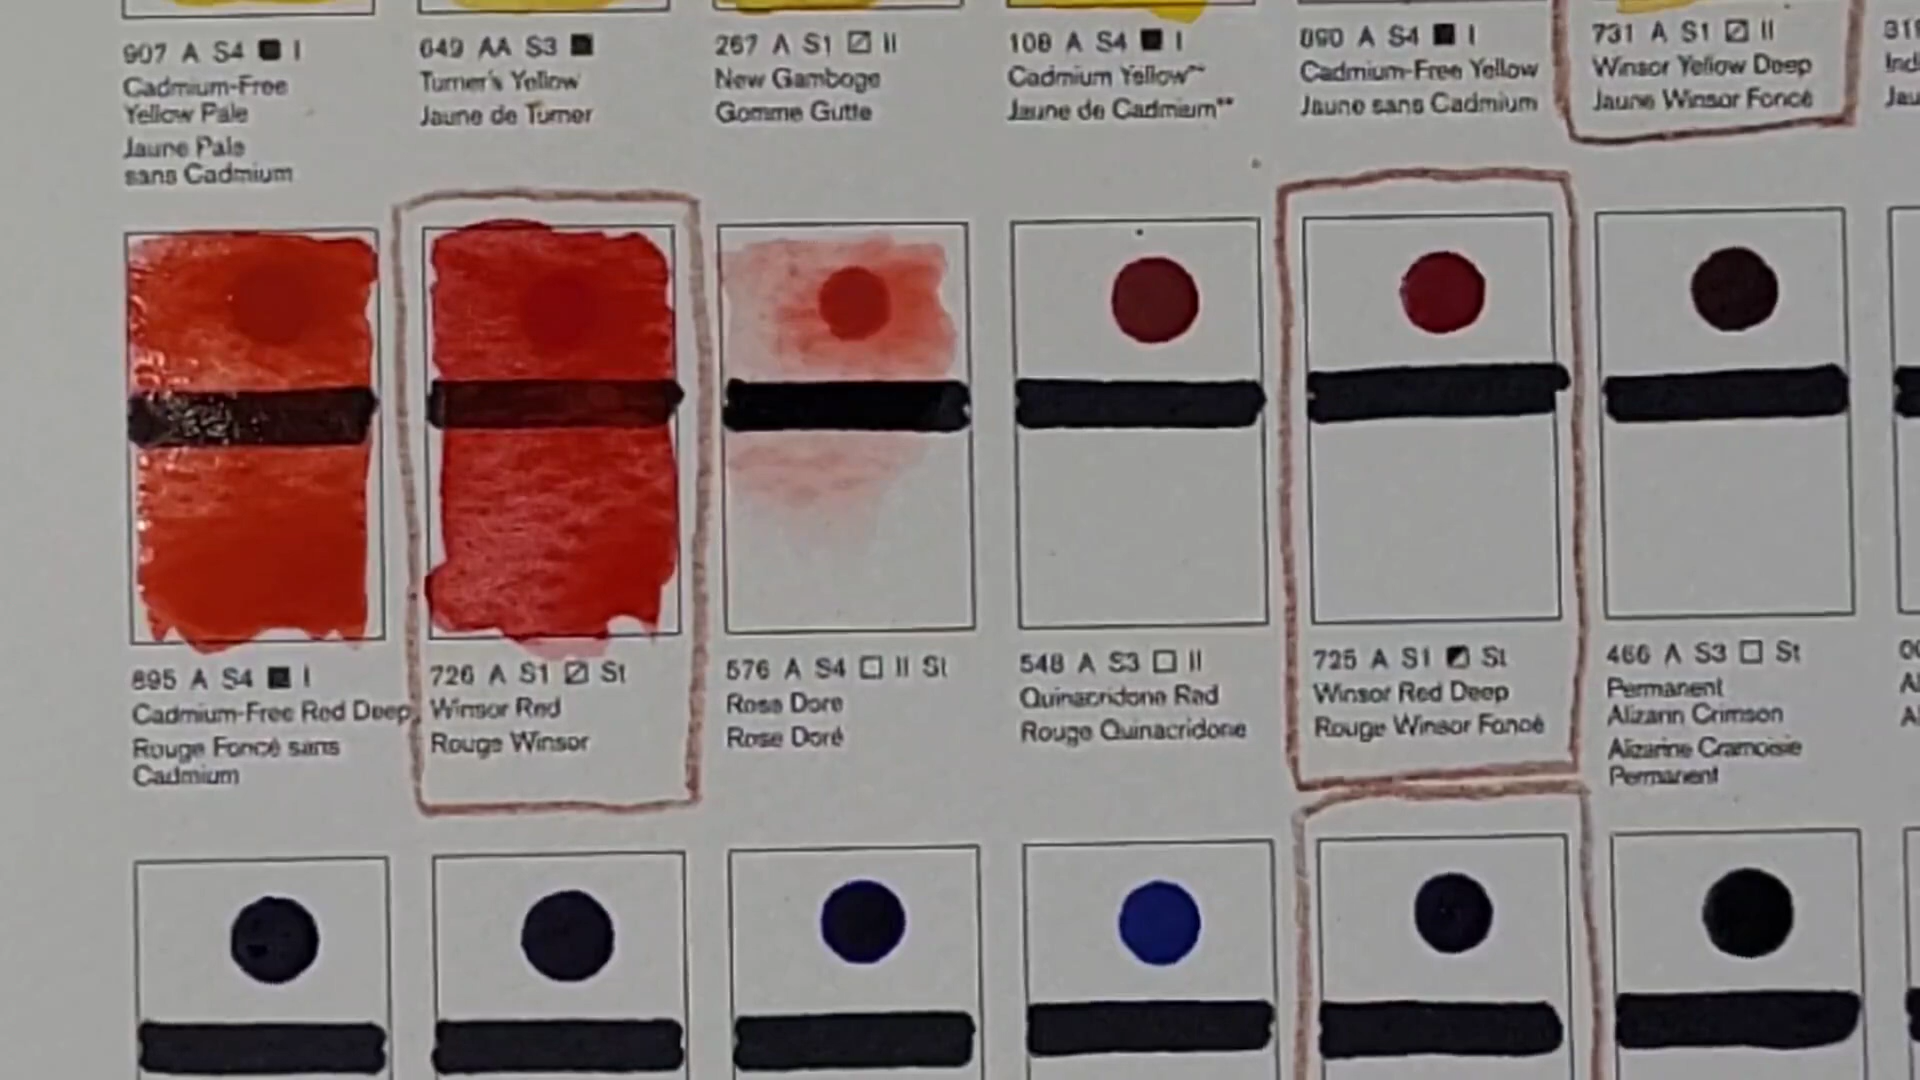 907 A S4 ■ I
Cadmium-Free
Yellow Pale
Jaune Pale
sans Cadmium
649 AA S3 ■
Turner's Yellow
Jaune de Turner
267 A S1 ⧄ II
New Gamboge
Gomme Gutte
108 A S4 ■ I
Cadmium Yellow**
Jaune de Cadmium**
890 A S4 ■ I
Cadmium-Free Yellow
Jaune sans Cadmium
731 A S1 ⧄ II
Winsor Yellow Deep
Jaune Winsor Foncé
895 A S4 ■ I
Cadmium-Free Red Deep
Rouge Foncé sans
Cadmium
726 A S1 ⧄ St
Winsor Red
Rouge Winsor
576 A S4 □ II St
Rose Dore
Rose Doré
548 A S3 □ II
Quinacridone Red
Rouge Quinacridone
725 A S1 ◩ St
Winsor Red Deep
Rouge Winsor Foncé
466 A S3 □ St
Permanent
Alizarin Crimson
Alizarine Cramoisie
Permanent